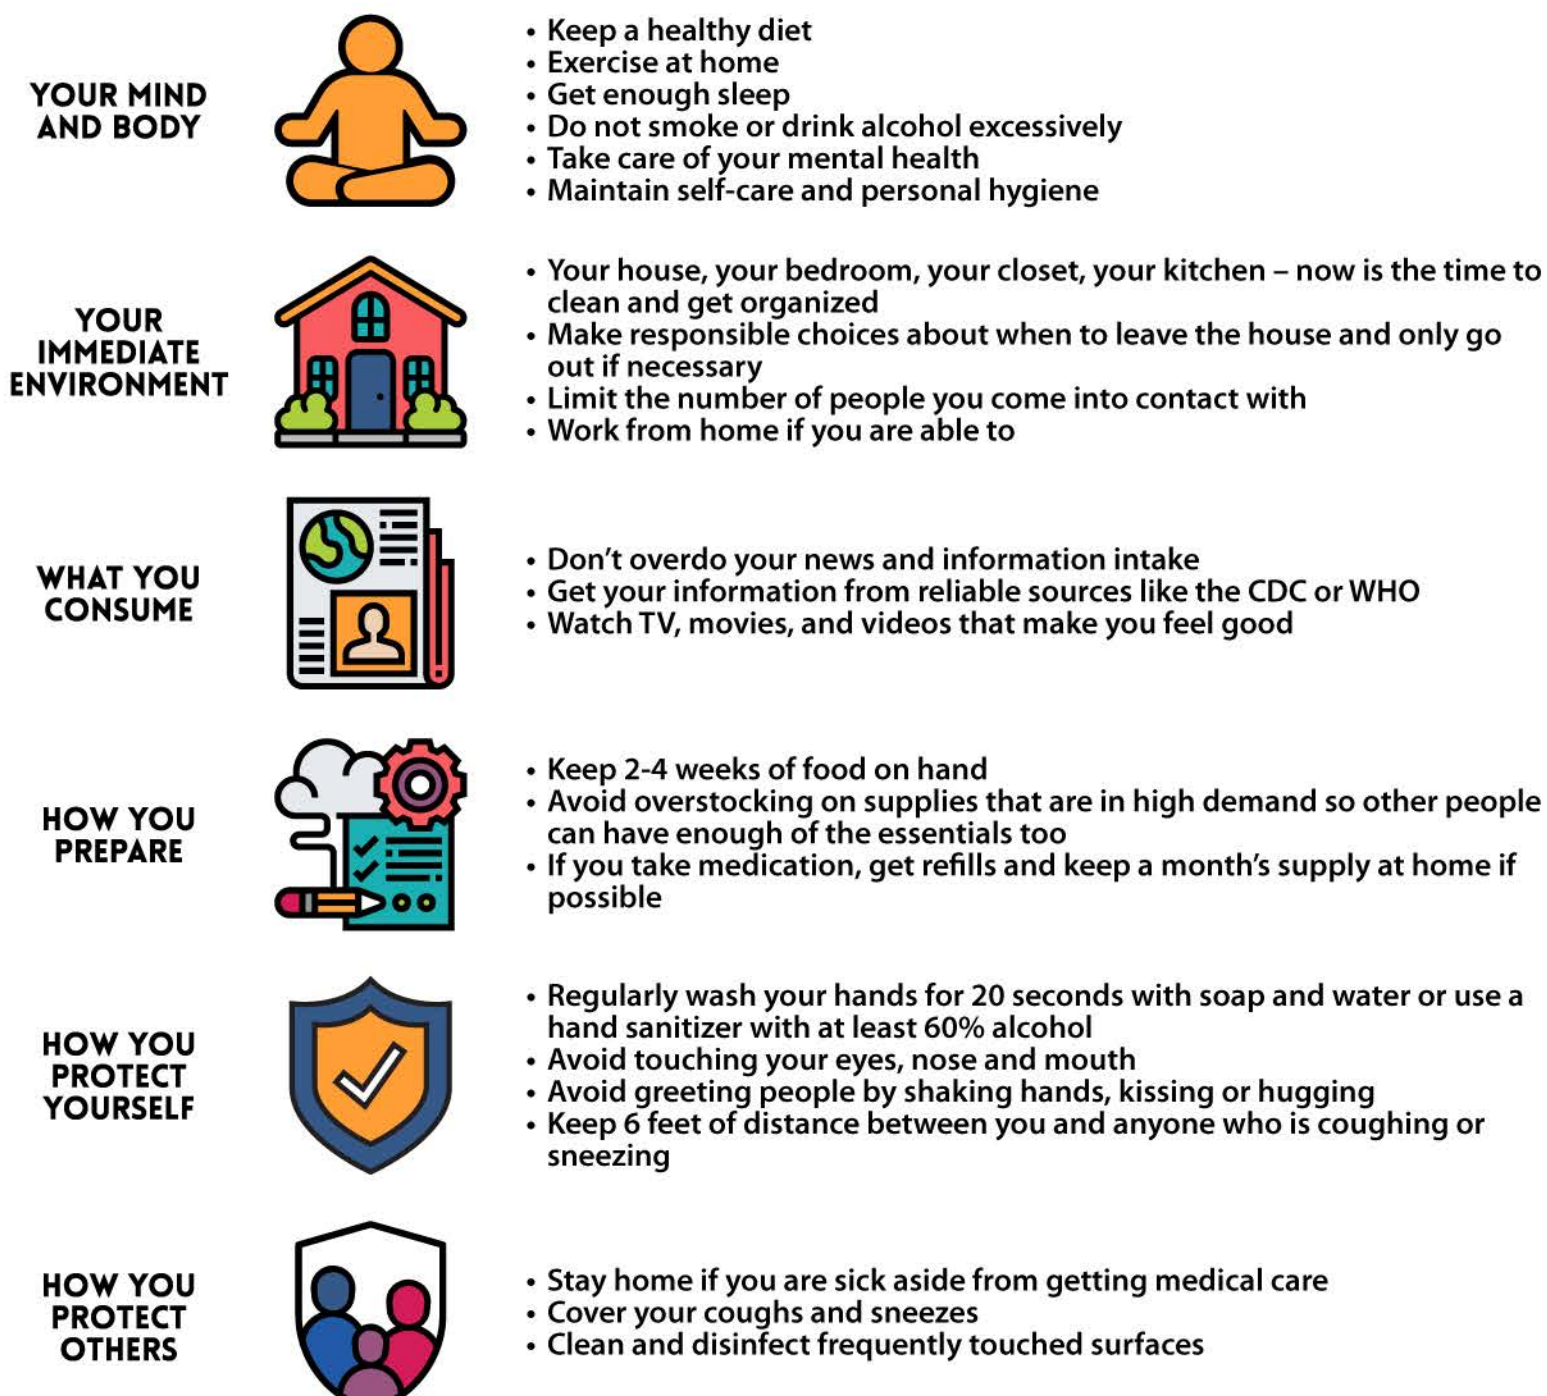 YOUR MIND
AND BODY
• Keep a healthy diet
• Exercise at home
• Get enough sleep
• Do not smoke or drink alcohol excessively
• Take care of your mental health
• Maintain self-care and personal hygiene
YOUR
IMMEDIATE
ENVIRONMENT
• Your house, your bedroom, your closet, your kitchen – now is the time to
clean and get organized
• Make responsible choices about when to leave the house and only go
out if necessary
• Limit the number of people you come into contact with
• Work from home if you are able to
WHAT YOU
CONSUME
• Don’t overdo your news and information intake
• Get your information from reliable sources like the CDC or WHO
• Watch TV, movies, and videos that make you feel good
HOW YOU
PREPARE
• Keep 2-4 weeks of food on hand
• Avoid overstocking on supplies that are in high demand so other people
can have enough of the essentials too
• If you take medication, get refills and keep a month’s supply at home if
possible
HOW YOU
PROTECT
YOURSELF
• Regularly wash your hands for 20 seconds with soap and water or use a
hand sanitizer with at least 60% alcohol
• Avoid touching your eyes, nose and mouth
• Avoid greeting people by shaking hands, kissing or hugging
• Keep 6 feet of distance between you and anyone who is coughing or
sneezing
HOW YOU
PROTECT
OTHERS
• Stay home if you are sick aside from getting medical care
• Cover your coughs and sneezes
• Clean and disinfect frequently touched surfaces